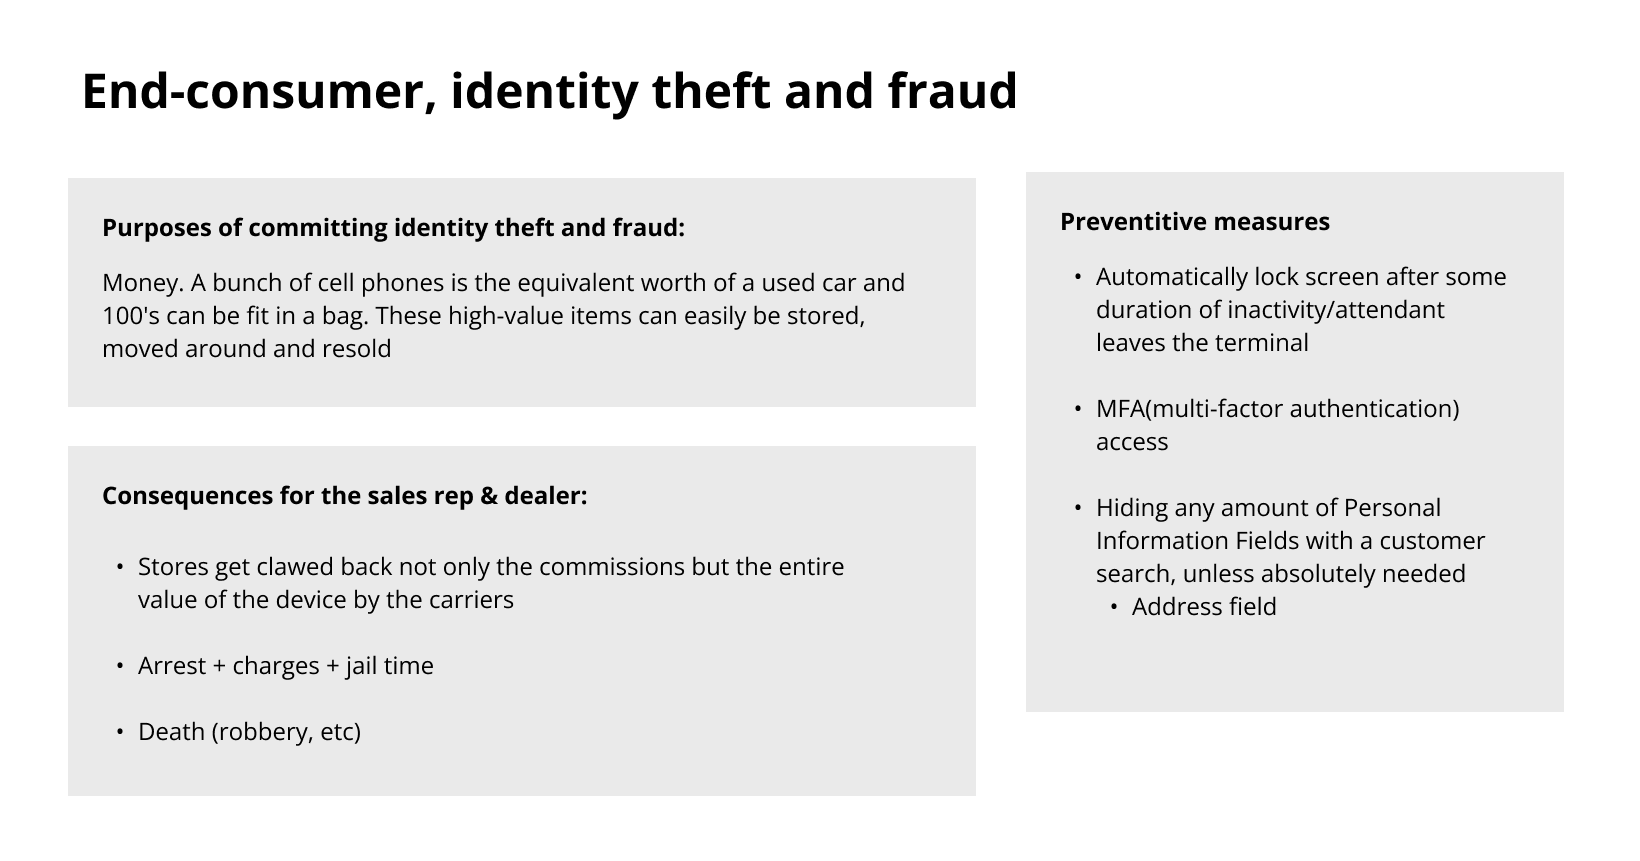 End-consumer, identity theft and fraud
Purposes of committing identity theft and fraud:
Money. A bunch of cell phones is the equivalent worth of a used car and
100's can be fit in a bag. These high-value items can easily be stored,
moved around and resold
Consequences for the sales rep & dealer:
• Stores get clawed back not only the commissions but the entire
value of the device by the carriers
• Arrest + charges + jail time
• Death (robbery, etc)
Preventitive measures
• Automatically lock screen after some
duration of inactivity/attendant
leaves the terminal
• MFA(multi-factor authentication)
access
• Hiding any amount of Personal
Information Fields with a customer
search, unless absolutely needed
• Address field